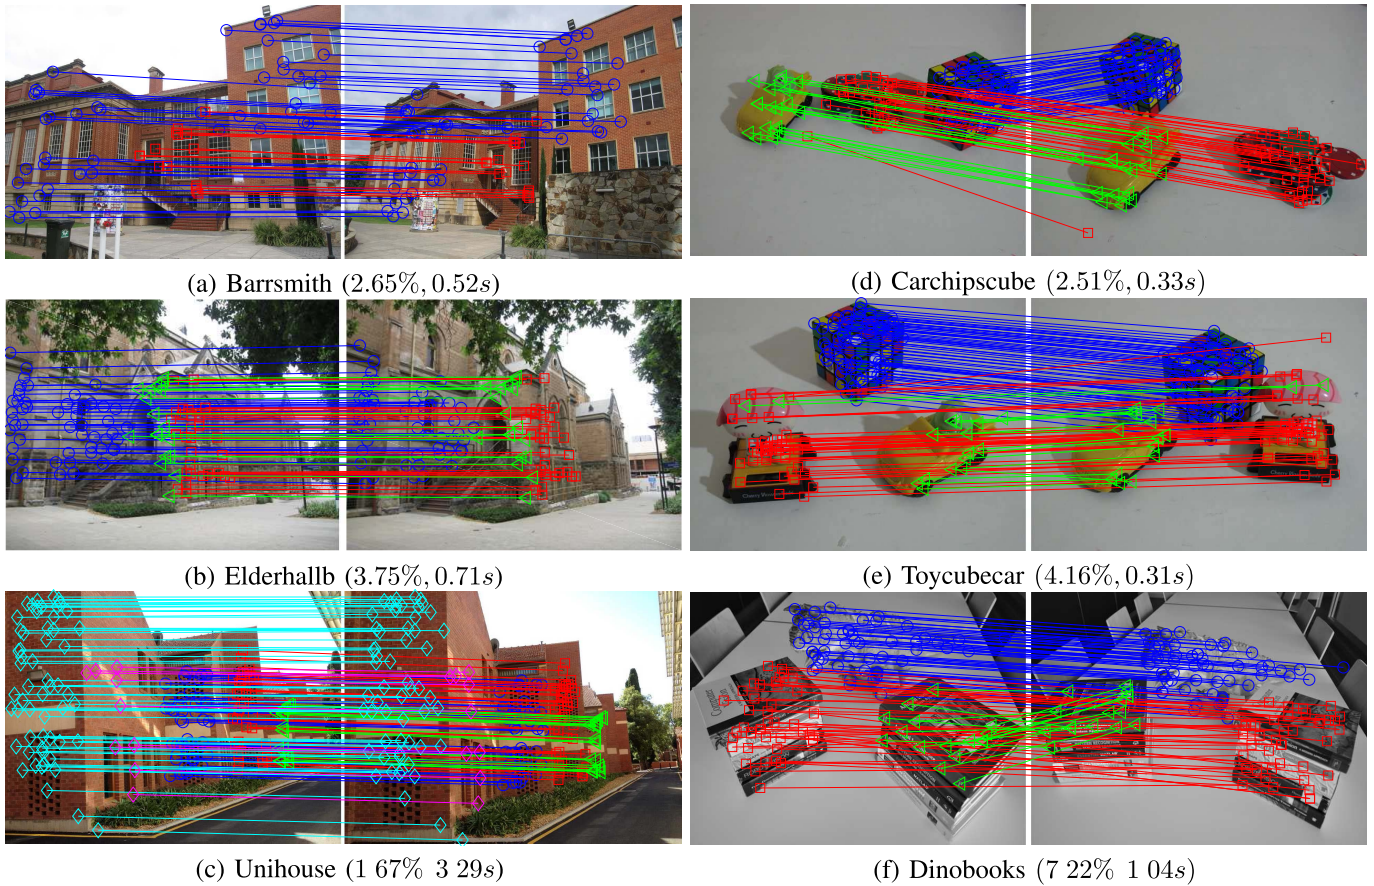 (a) Barrsmith (2.65%, 0.52s)
(d) Carchipscube (2.51%, 0.33s)
(b) Elderhallb (3.75%, 0.71s)
(e) Toycubecar (4.16%, 0.31s)
(c) Unihouse (1 67% 3 29s)
(f) Dinobooks (7 22% 1 04s)